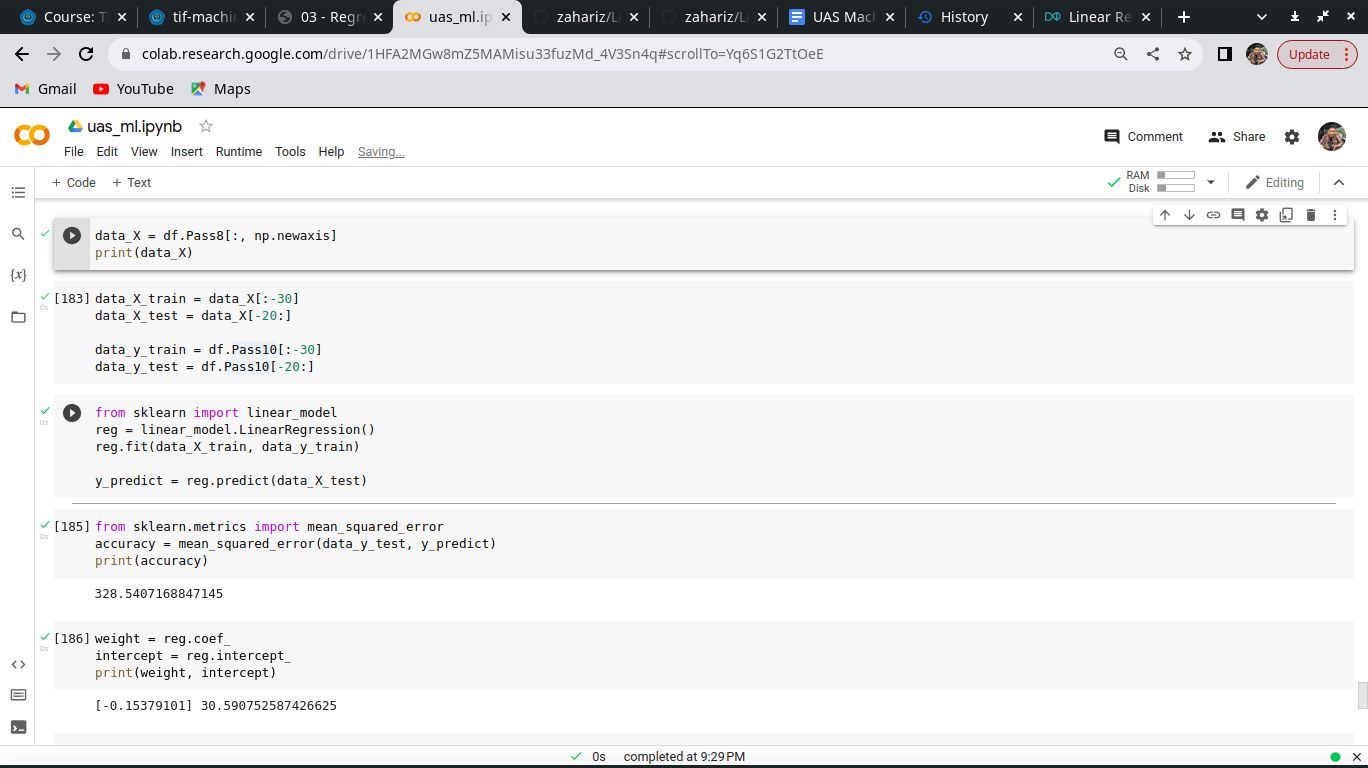 Course: T
tif-machi
03 - Regr
uas_ml.ip
zahariz/Li
zahariz/L
UAS Mac
History
Linear Re
colab.research.google.com/drive/1HFA2MGw8mZ5MAMisu33fuzMd_4V3Sn4q#scrollTo=Yq6S1G2TtOeE
Update
Gmail
YouTube
Maps
uas_ml.ipynb
File Edit View Insert Runtime Tools Help Saving...
Comment
Share
+ Code + Text
RAM
Disk
Editing
data_X = df.Pass8[:, np.newaxis]
print(data_X)
[183] data_X_train = data_X[:-30]
data_X_test = data_X[-20:]
data_y_train = df.Pass10[:-30]
data_y_test = df.Pass10[-20:]
0s
from sklearn import linear_model
reg = linear_model.LinearRegression()
reg.fit(data_X_train, data_y_train)
y_predict = reg.predict(data_X_test)
0s
[185] from sklearn.metrics import mean_squared_error
accuracy = mean_squared_error(data_y_test, y_predict)
print(accuracy)
0s
328.5407168847145
[186] weight = reg.coef_
intercept = reg.intercept_
print(weight, intercept)
0s
[-0.15379101] 30.590752587426625
{x}
<>
0s completed at 9:29 PM